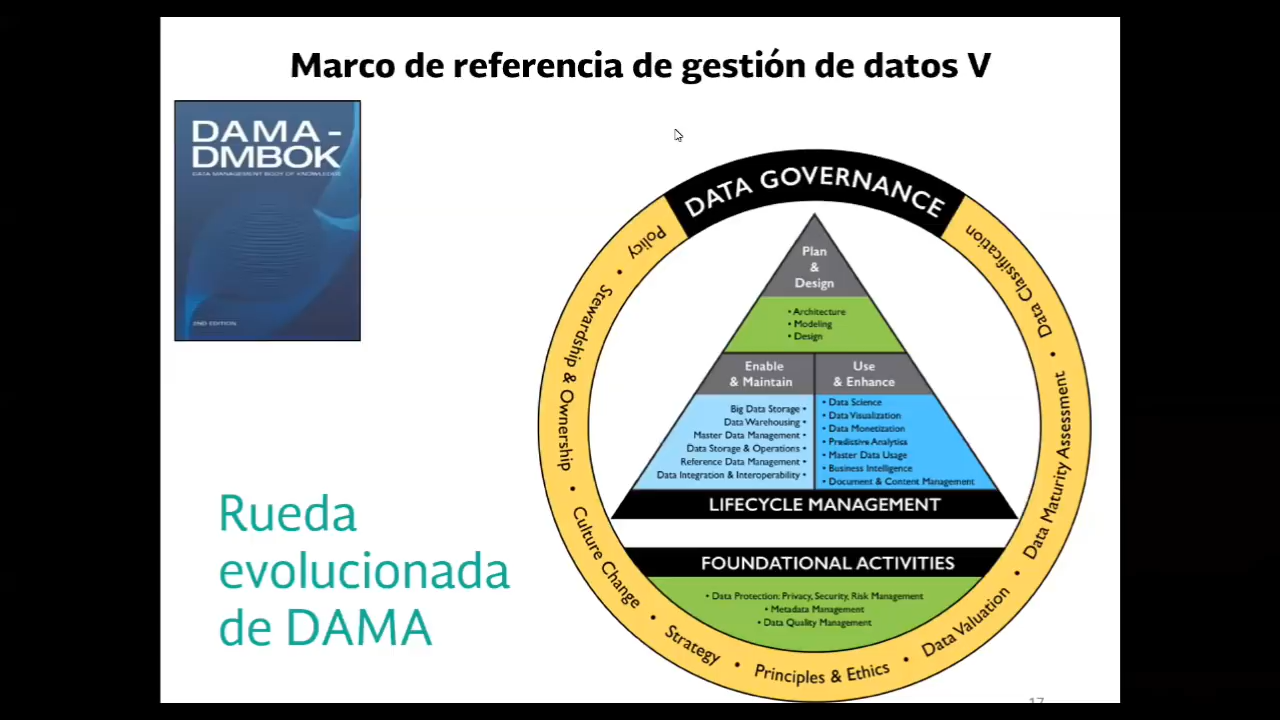 Marco de referencia de gestión de datos V
DAMA -
DMBOK
DATA MANAGEMENT BODY OF KNOWLEDGE
2ND EDITION
Rueda
evolucionada
de DAMA
DATA GOVERNANCE
Policy • Stewardship & Ownership • Culture Change • Strategy • Principles & Ethics • Data Valuation • Data Maturity Assessment • Data Classification
Plan
&
Design
• Architecture
• Modeling
• Design
Enable
& Maintain
Big Data Storage •
Data Warehousing •
Master Data Management •
Data Storage & Operations •
Reference Data Management •
Data Integration & Interoperability •
Use
& Enhance
• Data Science
• Data Visualization
• Data Monetization
• Predictive Analytics
• Master Data Usage
• Business Intelligence
• Document & Content Management
LIFECYCLE MANAGEMENT
FOUNDATIONAL ACTIVITIES
• Data Protection: Privacy, Security, Risk Management
• Metadata Management
• Data Quality Management
17